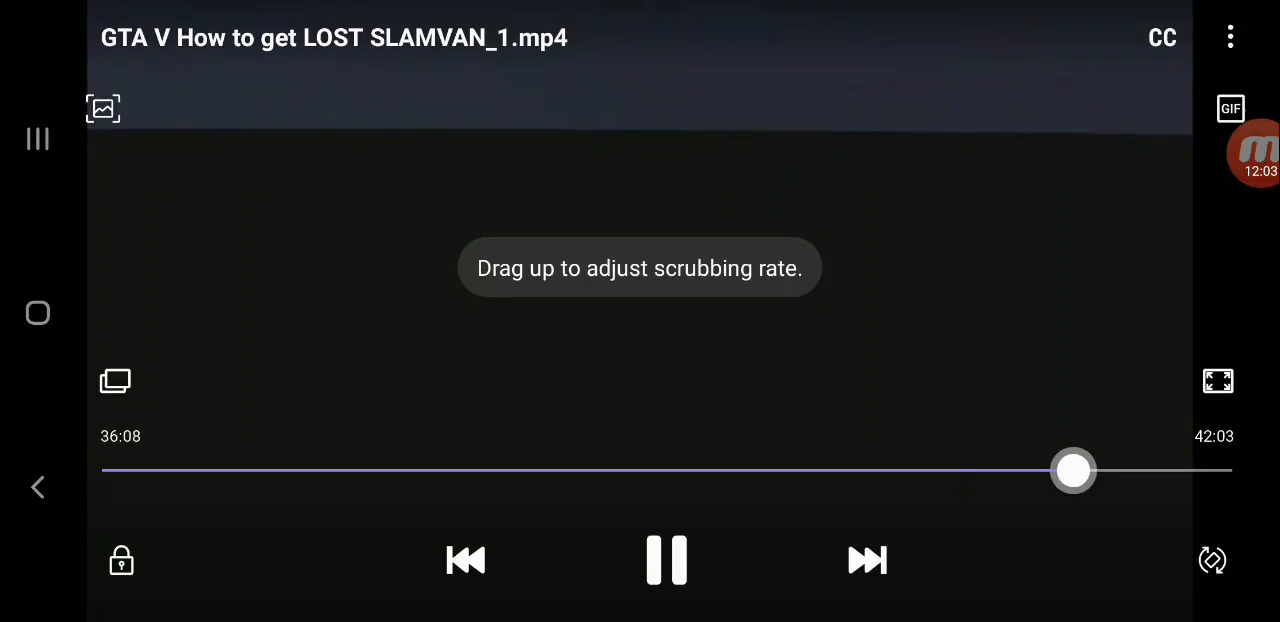 GTA V How to get LOST SLAMVAN_1.mp4
CC
GIF
12:03
Drag up to adjust scrubbing rate.
36:08
42:03